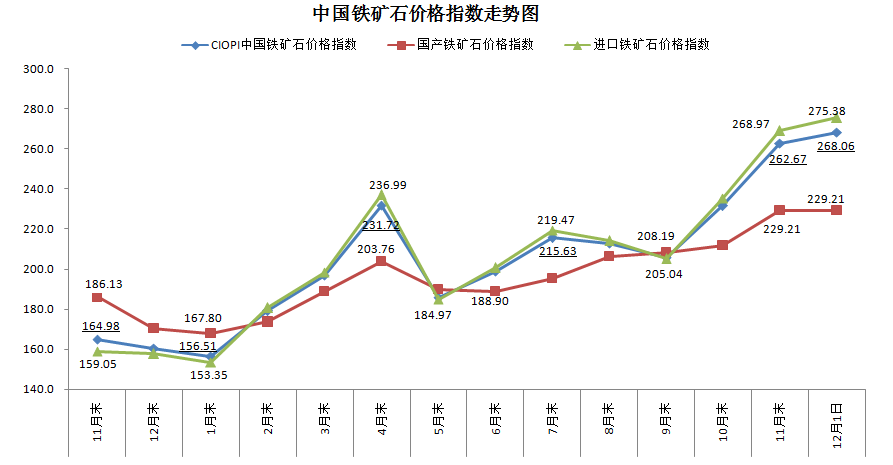 中国铁矿石价格指数走势图
CIOPI中国铁矿石价格指数 国产铁矿石价格指数 进口铁矿石价格指数
300.0
280.0
260.0
240.0
220.0
200.0
180.0
160.0
140.0
186.13
164.98
159.05
167.80
156.51
153.35
236.99
231.72
203.76
184.97
188.90
219.47
215.63
208.19
205.04
268.97
262.67
229.21
275.38
268.06
229.21
11月末
12月末
1月末
2月末
3月末
4月末
5月末
6月末
7月末
8月末
9月末
10月末
11月末
12月1日